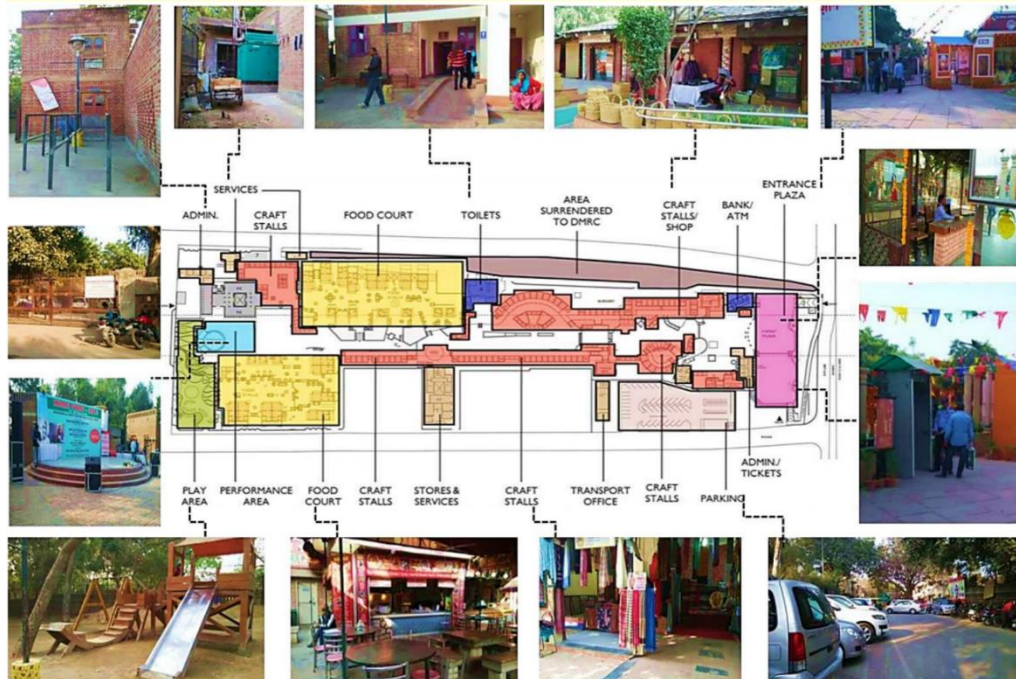 SERVICES
ADMIN.
CRAFT
STALLS
FOOD COURT
TOILETS
AREA
SURRENDERED
TO DMRC
CRAFT
STALLS/
SHOP
BANK/
ATM
ENTRANCE
PLAZA
PLAY
AREA
PERFORMANCE
AREA
FOOD
COURT
CRAFT
STALLS
STORES &
SERVICES
CRAFT
STALLS
TRANSPORT
OFFICE
CRAFT
STALLS
PARKING
ADMIN./
TICKETS